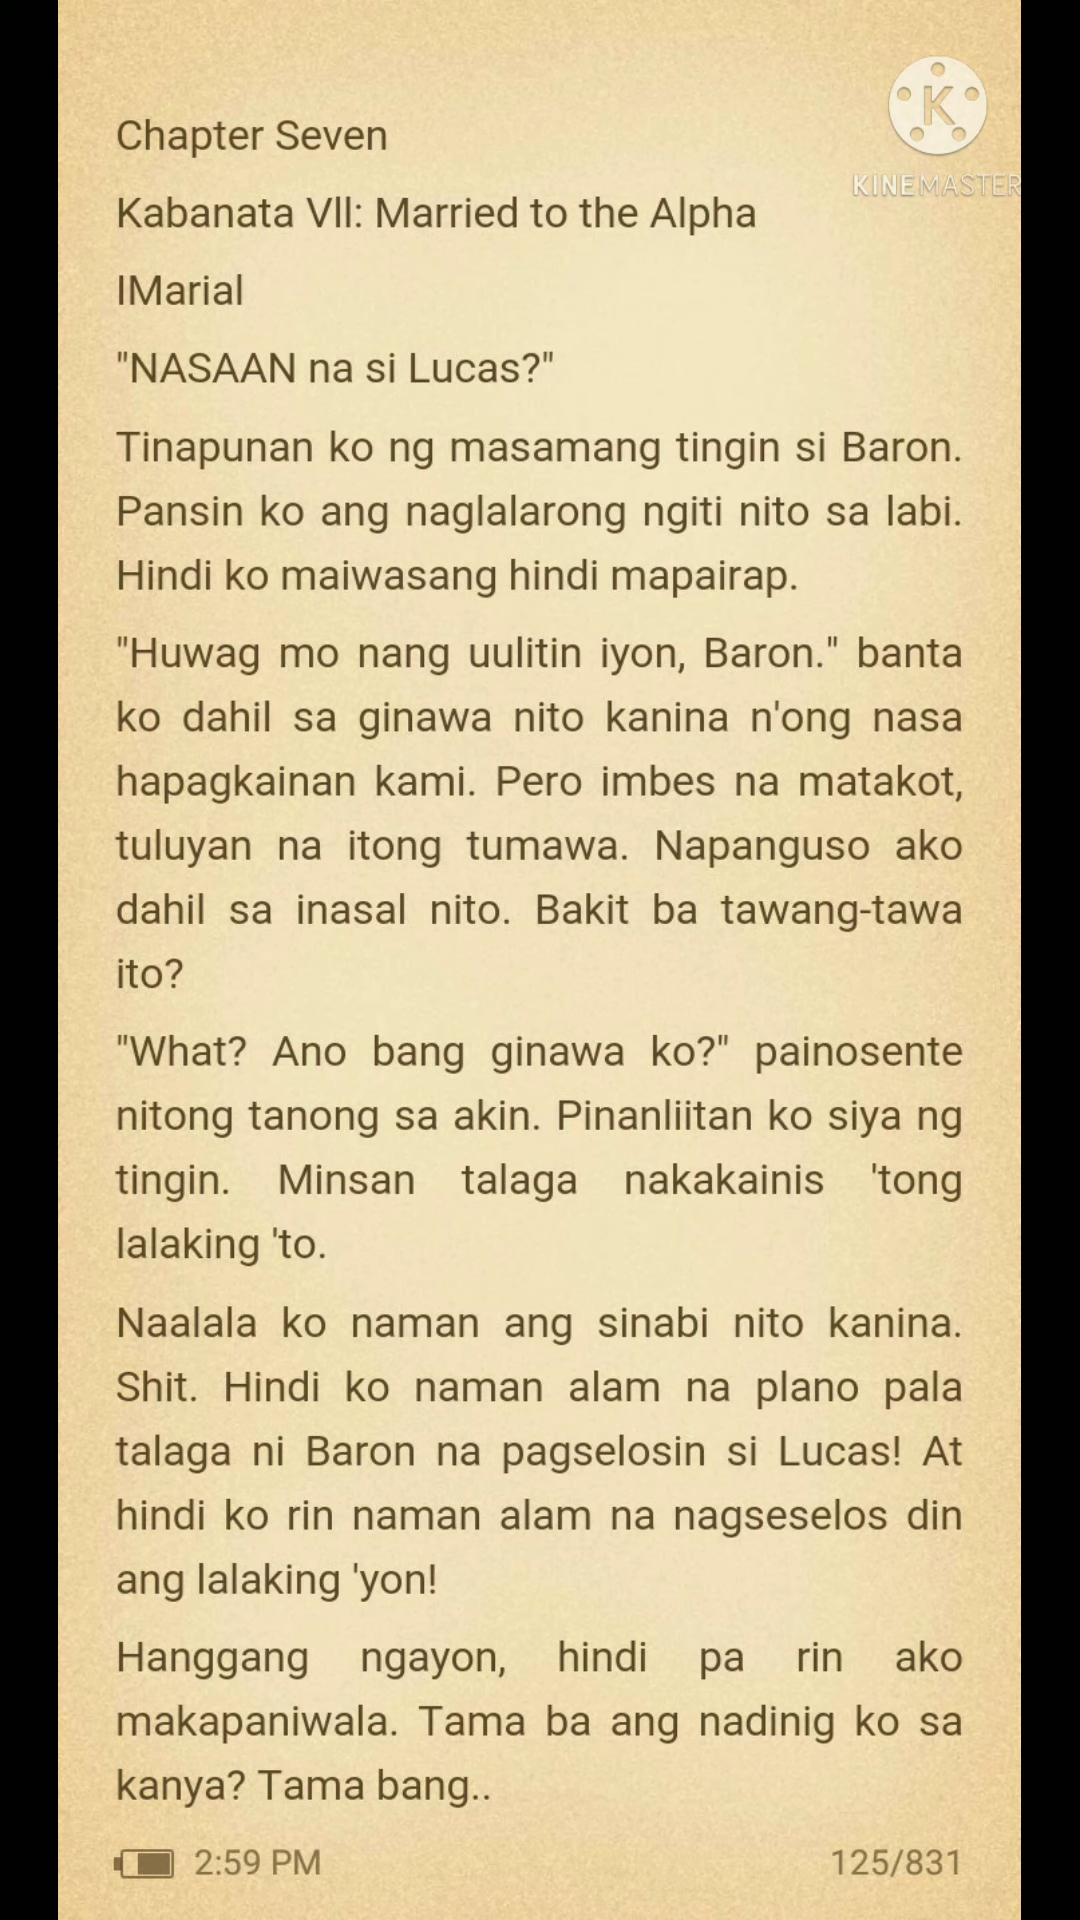 KINEMASTER
Chapter Seven
Kabanata Vll: Married to the Alpha
IMarial
"NASAAN na si Lucas?"
Tinapunan ko ng masamang tingin si Baron.
Pansin ko ang naglalarong ngiti nito sa labi.
Hindi ko maiwasang hindi mapairap.
"Huwag mo nang uulitin iyon, Baron." banta
ko dahil sa ginawa nito kanina n'ong nasa
hapagkainan kami. Pero imbes na matakot,
tuluyan na itong tumawa. Napanguso ako
dahil sa inasal nito. Bakit ba tawang-tawa
ito?
"What? Ano bang ginawa ko?" painosente
nitong tanong sa akin. Pinanliitan ko siya ng
tingin. Minsan talaga nakakainis 'tong
lalaking 'to.
Naalala ko naman ang sinabi nito kanina.
Shit. Hindi ko naman alam na plano pala
talaga ni Baron na pagselosin si Lucas! At
hindi ko rin naman alam na nagseselos din
ang lalaking 'yon!
Hanggang ngayon, hindi pa rin ako
makapaniwala. Tama ba ang nadinig ko sa
kanya? Tama bang..
2:59 PM 125/831